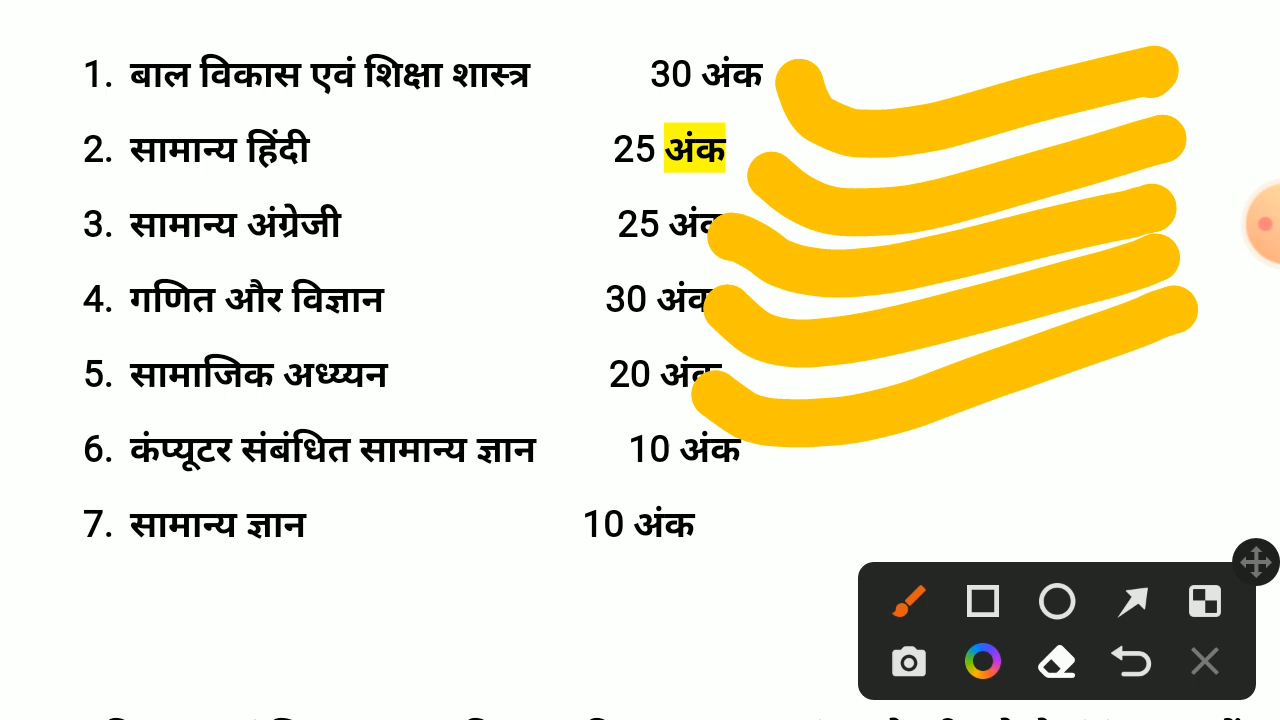 1. बाल विकास एवं शिक्षा शास्त्र 30 अंक
2. सामान्य हिंदी 25 अंक
3. सामान्य अंग्रेजी 25 अंक
4. गणित और विज्ञान 30 अंक
5. सामाजिक अध्य्यन 20 अंक
6. कंप्यूटर संबंधित सामान्य ज्ञान 10 अंक
7. सामान्य ज्ञान 10 अंक